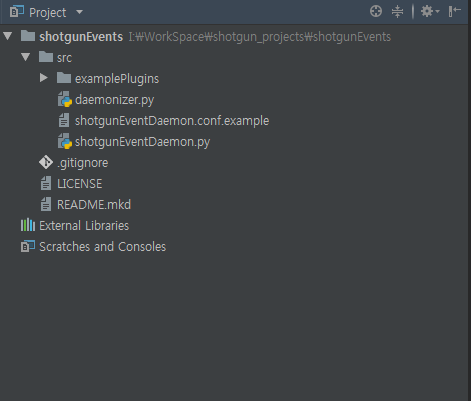 Project
shotgunEvents I:₩WorkSpace₩shotgun_projects₩shotgunEvents
src
examplePlugins
daemonizer.py
shotgunEventDaemon.conf.example
shotgunEventDaemon.py
.gitignore
LICENSE
README.mkd
External Libraries
Scratches and Consoles